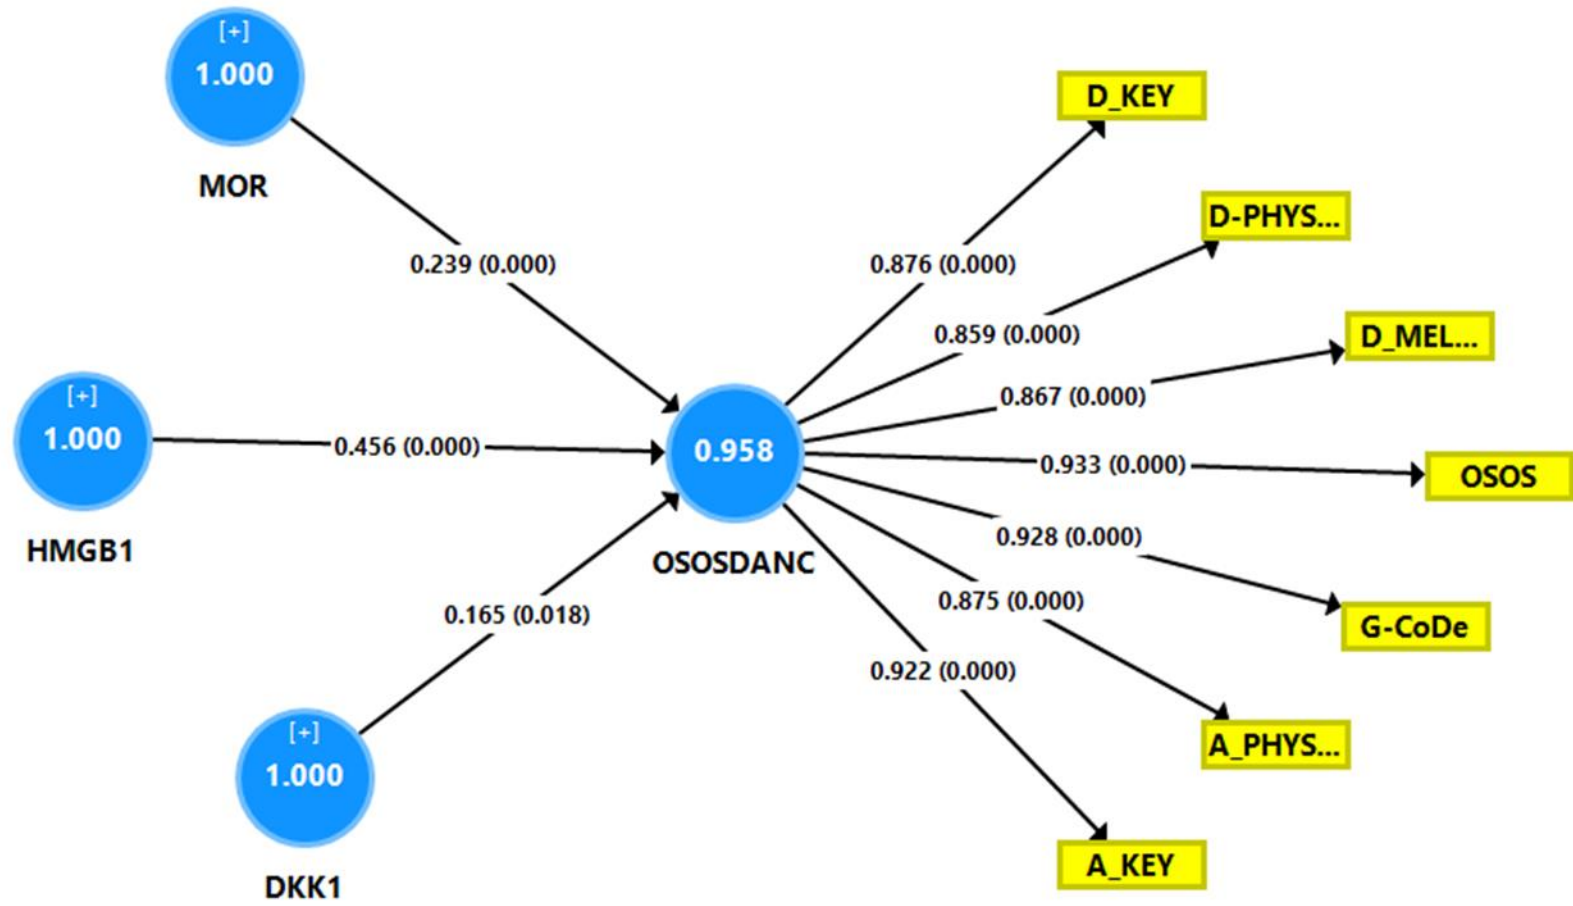 [+]
1.000
MOR
0.239 (0.000)
[+]
1.000
HMGB1
0.456 (0.000)
[+]
1.000
DKK1
0.165 (0.018)
0.958
OSOSDANC
0.876 (0.000)
D_KEY
0.859 (0.000)
D-PHYS...
0.867 (0.000)
D_MEL...
0.933 (0.000)
OSOS
0.928 (0.000)
G-CoDe
0.875 (0.000)
A_PHYS...
0.922 (0.000)
A_KEY